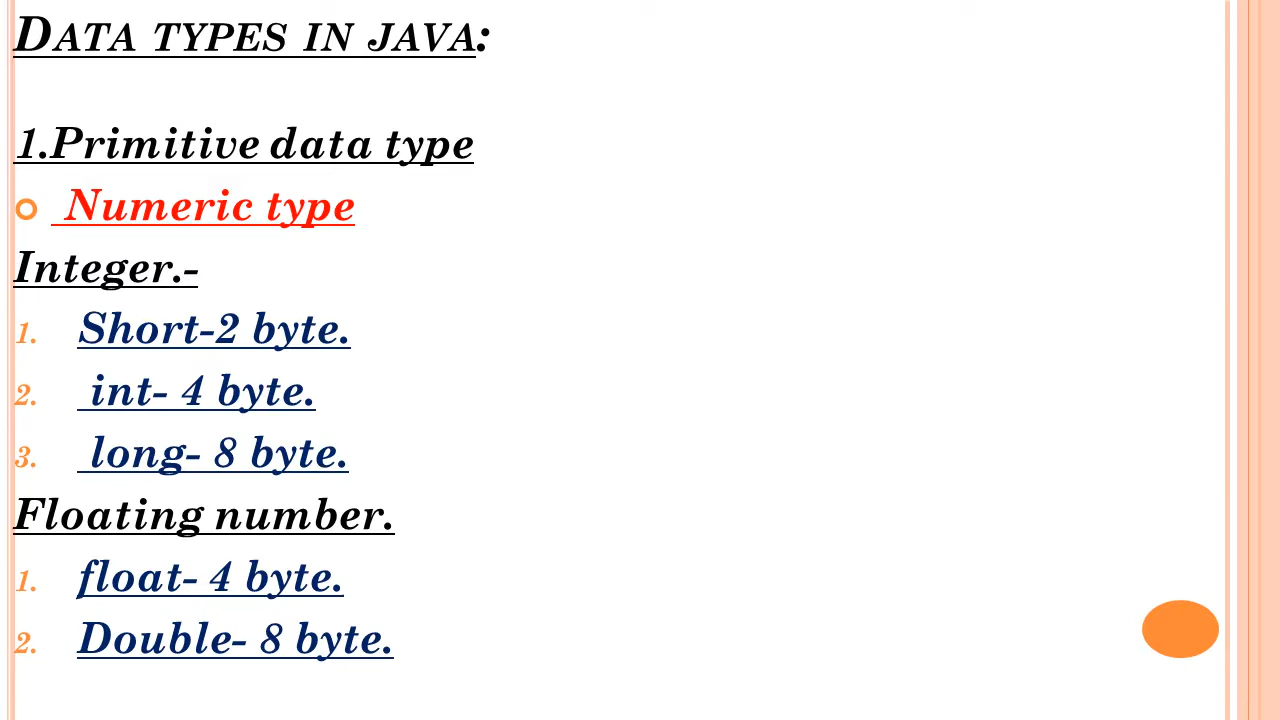 DATA TYPES IN JAVA:
1.Primitive data type
Numeric type
Integer.-
1. Short-2 byte.
2. int- 4 byte.
3. long- 8 byte.
Floating number.
1. float- 4 byte.
2. Double- 8 byte.